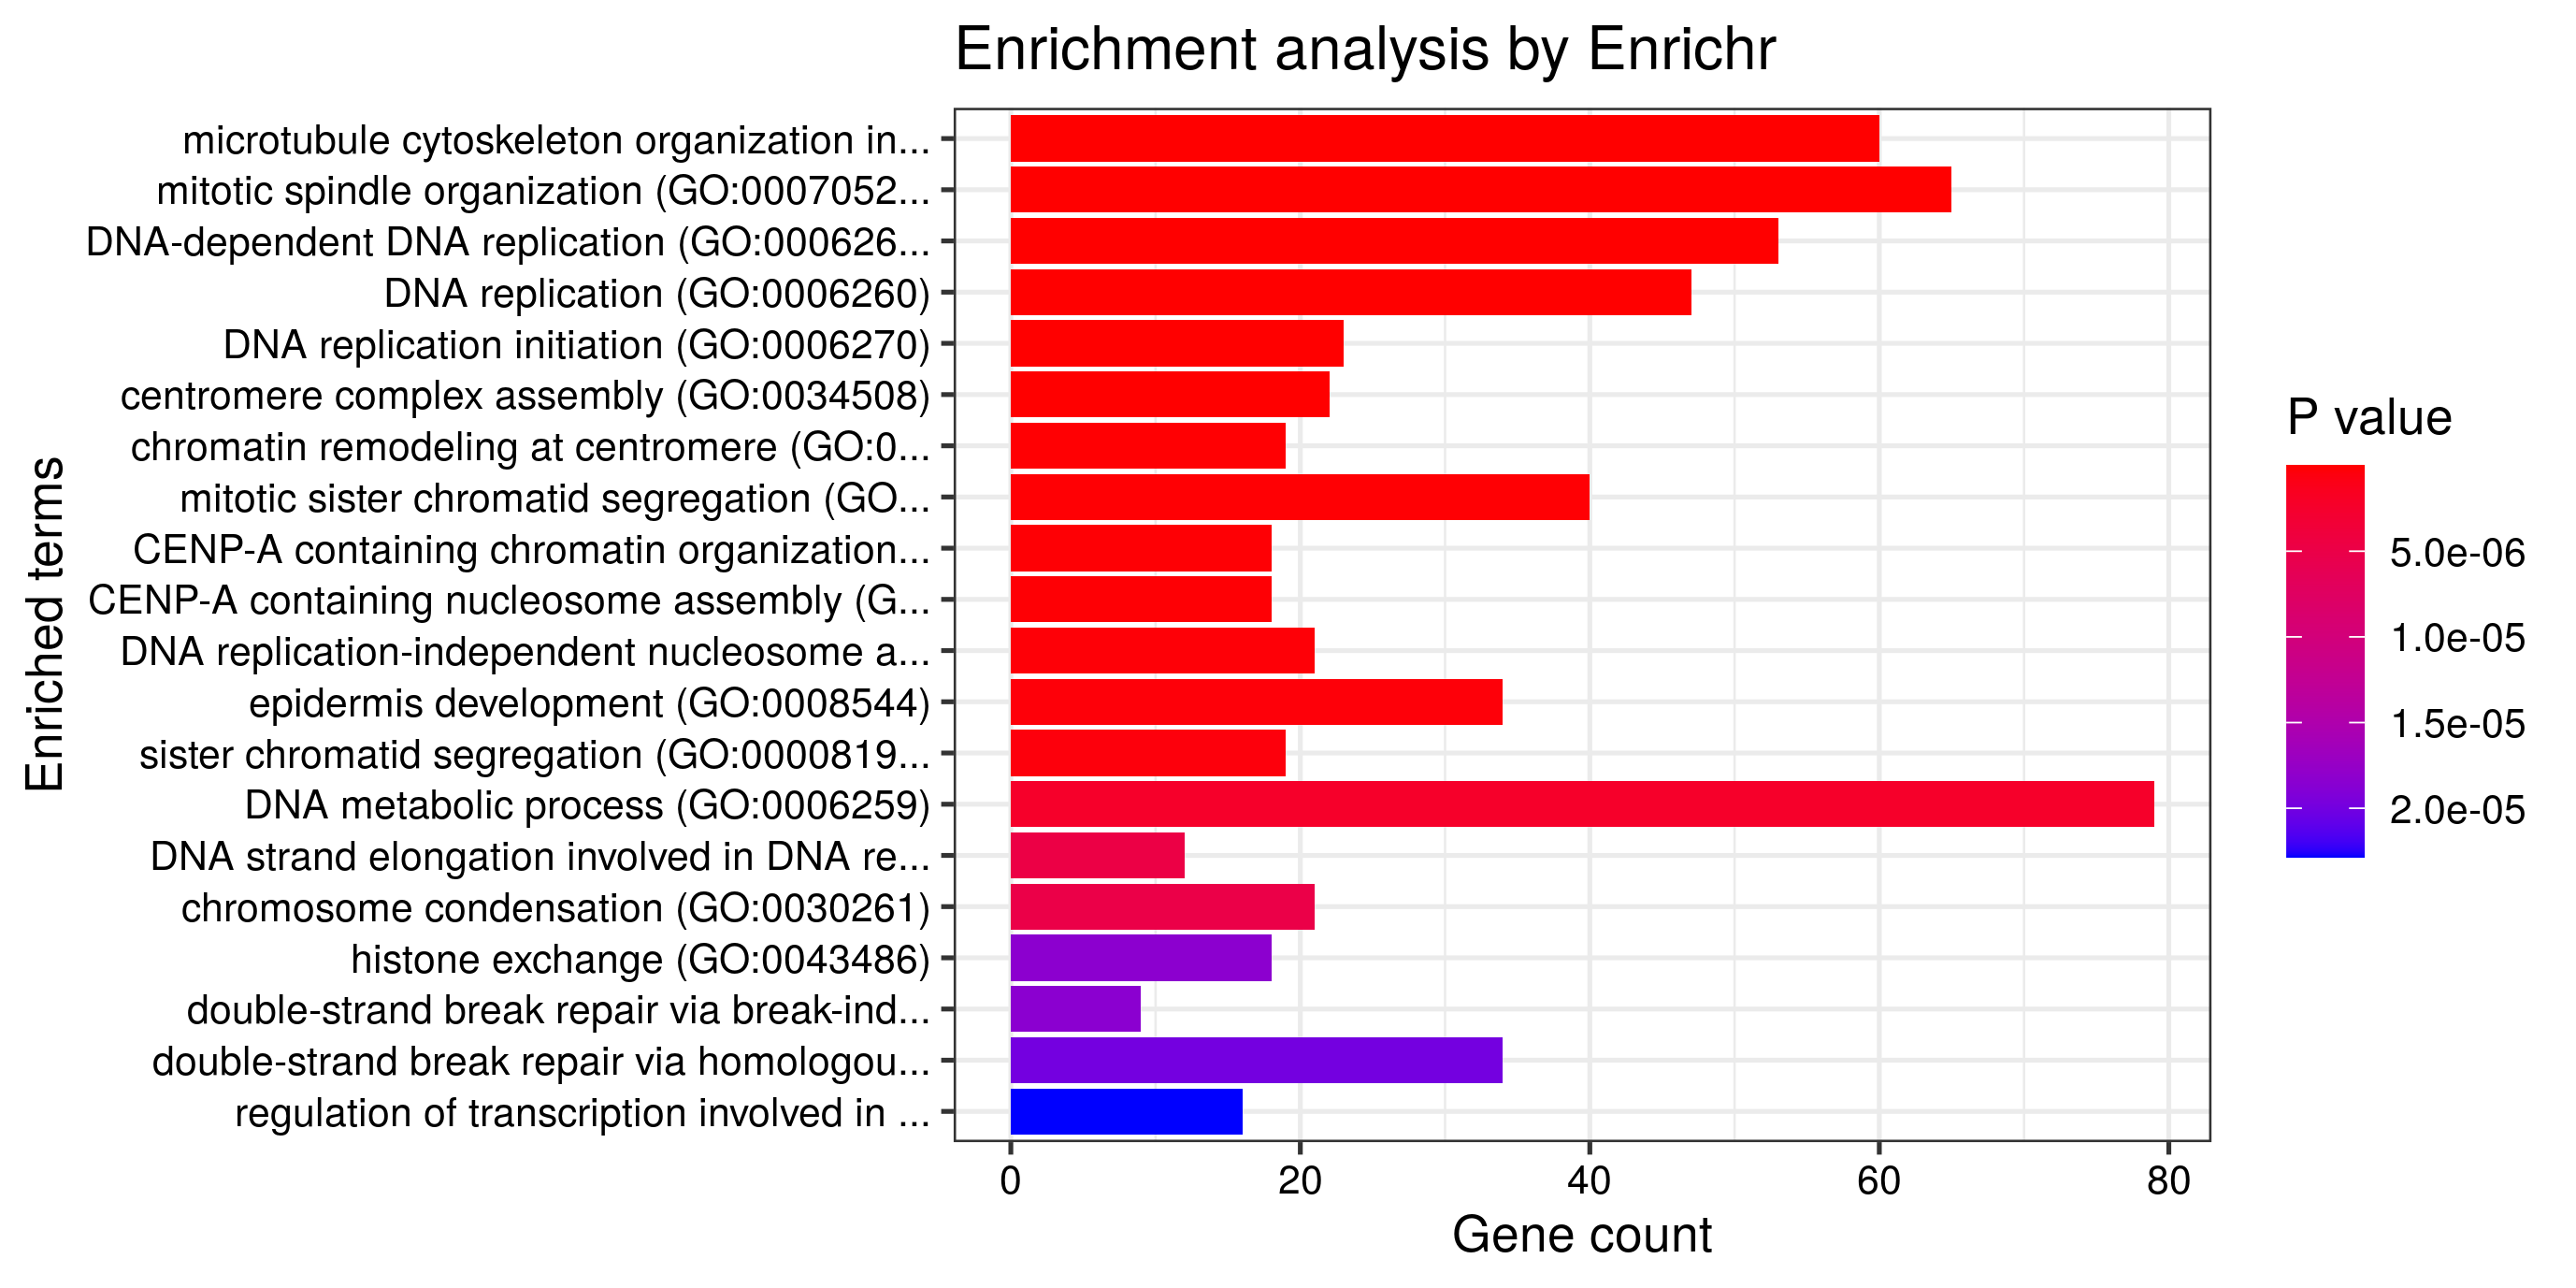 Enrichment analysis by Enrichr
Enriched terms
microtubule cytoskeleton organization in...
mitotic spindle organization (GO:0007052...
DNA-dependent DNA replication (GO:000626...
DNA replication (GO:0006260)
DNA replication initiation (GO:0006270)
centromere complex assembly (GO:0034508)
chromatin remodeling at centromere (GO:0...
mitotic sister chromatid segregation (GO...
CENP-A containing chromatin organization...
CENP-A containing nucleosome assembly (G...
DNA replication-independent nucleosome a...
epidermis development (GO:0008544)
sister chromatid segregation (GO:0000819...
DNA metabolic process (GO:0006259)
DNA strand elongation involved in DNA re...
chromosome condensation (GO:0030261)
histone exchange (GO:0043486)
double-strand break repair via break-ind...
double-strand break repair via homologou...
regulation of transcription involved in ...
0 20 40 60 80
Gene count
P value
5.0e-06
1.0e-05
1.5e-05
2.0e-05